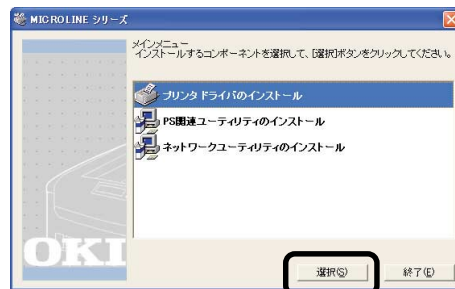 MICROLINE シリーズ
メインメニュー
インストールするコンポーネントを選択して、[選択]ボタンをクリックしてください。
プリンタドライバのインストール
PS関連ユーティリティのインストール
ネットワークユーティリティのインストール
OKI
選択(S)
終了(E)